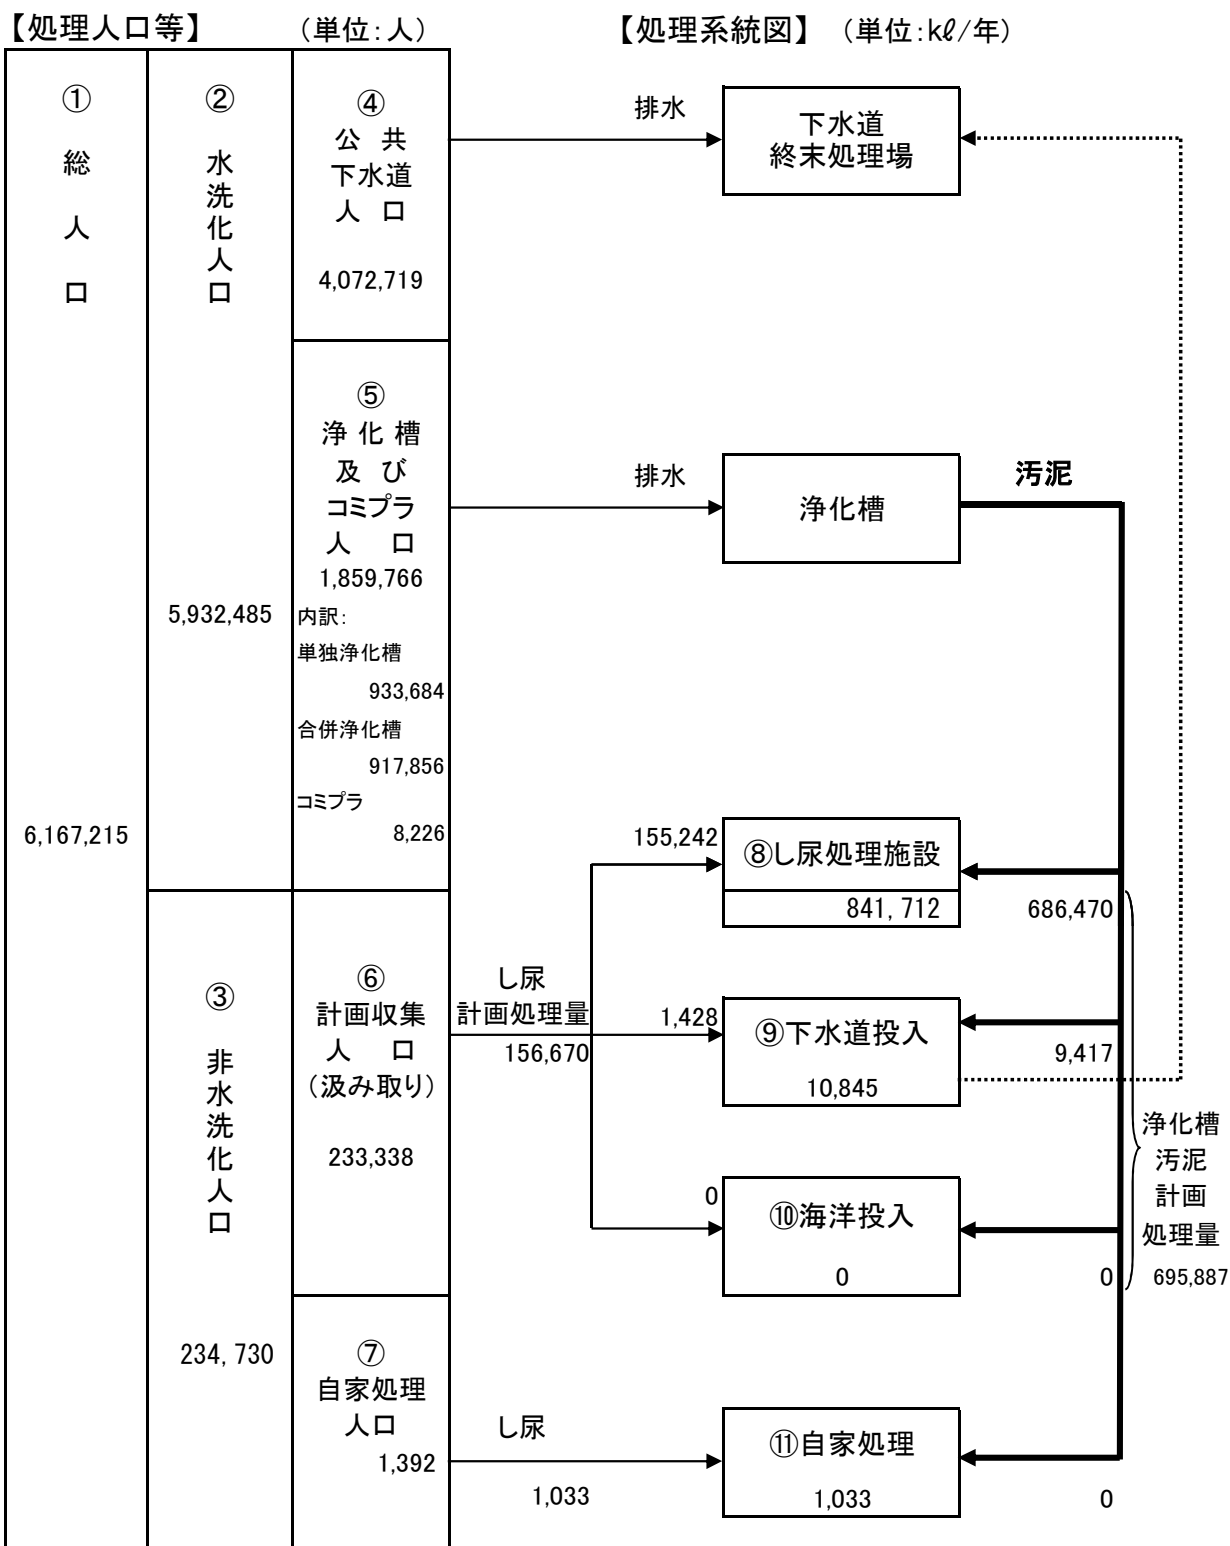 【処理人口等】 (単位:人)
【処理系統図】 (単位:kℓ/年)
①
総
人
口
6,167,215
②
水
洗
化
人
口
5,932,485
③
非
水
洗
化
人
口
234,730
④
公 共
下水道
人 口
4,072,719
⑤
浄 化 槽
及 び
コミプラ
人 口
1,859,766
内訳:
単独浄化槽
933,684
合併浄化槽
917,856
コミプラ
8,226
⑥
計画収集
人 口
(汲み取り)
233,338
⑦
自家処理
人口
1,392
排水
下水道
終末処理場
排水
浄化槽
汚泥
し尿
計画処理量
156,670
155,242
⑧し尿処理施設
841,712
686,470
1,428
⑨下水道投入
10,845
9,417
0
⑩海洋投入
0
0
浄化槽
汚泥
計画
処理量
695,887
し尿
1,033
⑪自家処理
1,033
0